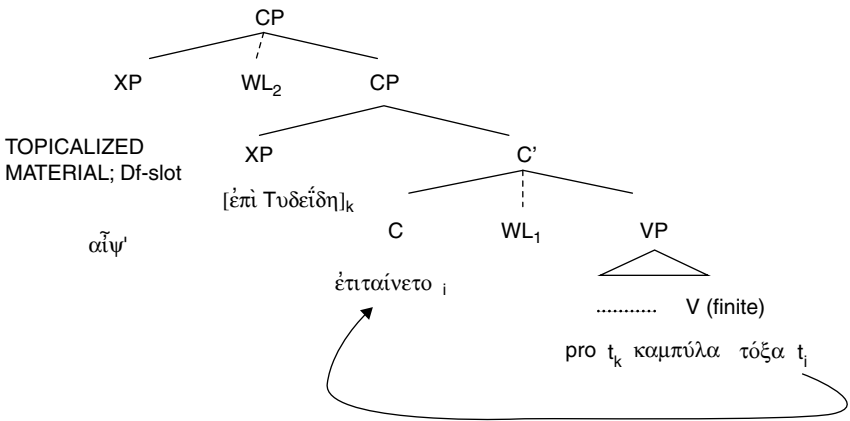 CP
XP WL₂ CP
TOPICALIZED
MATERIAL; Df-slot
XP C’
[ἐπὶ Τυδεΐδη]ₖ
C WL₁ VP
αἶψ'
ἐτιταίνετο ᵢ
........... V (finite)
pro tₖ καμπύλα τόξα tᵢ